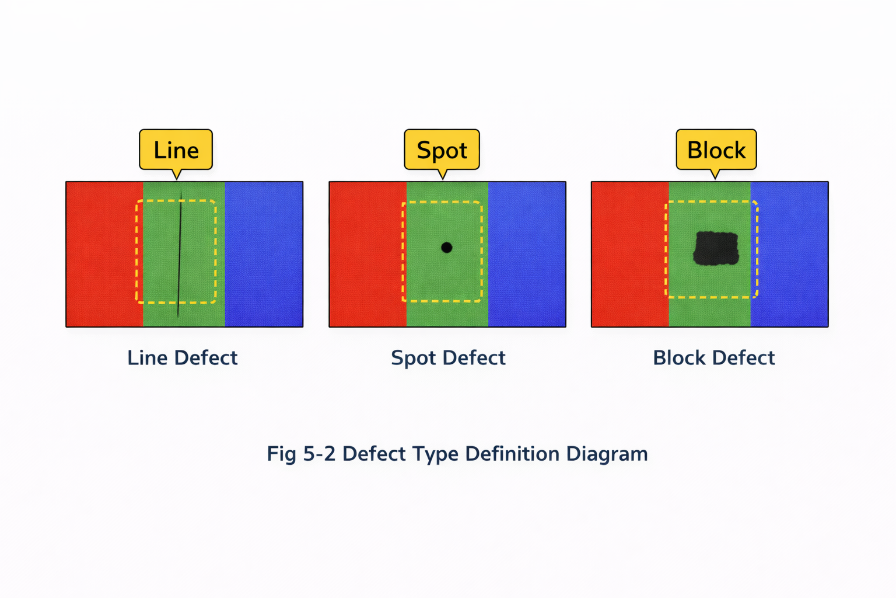 Line
Spot
Block
Line Defect
Spot Defect
Block Defect
Fig 5-2 Defect Type Definition Diagram